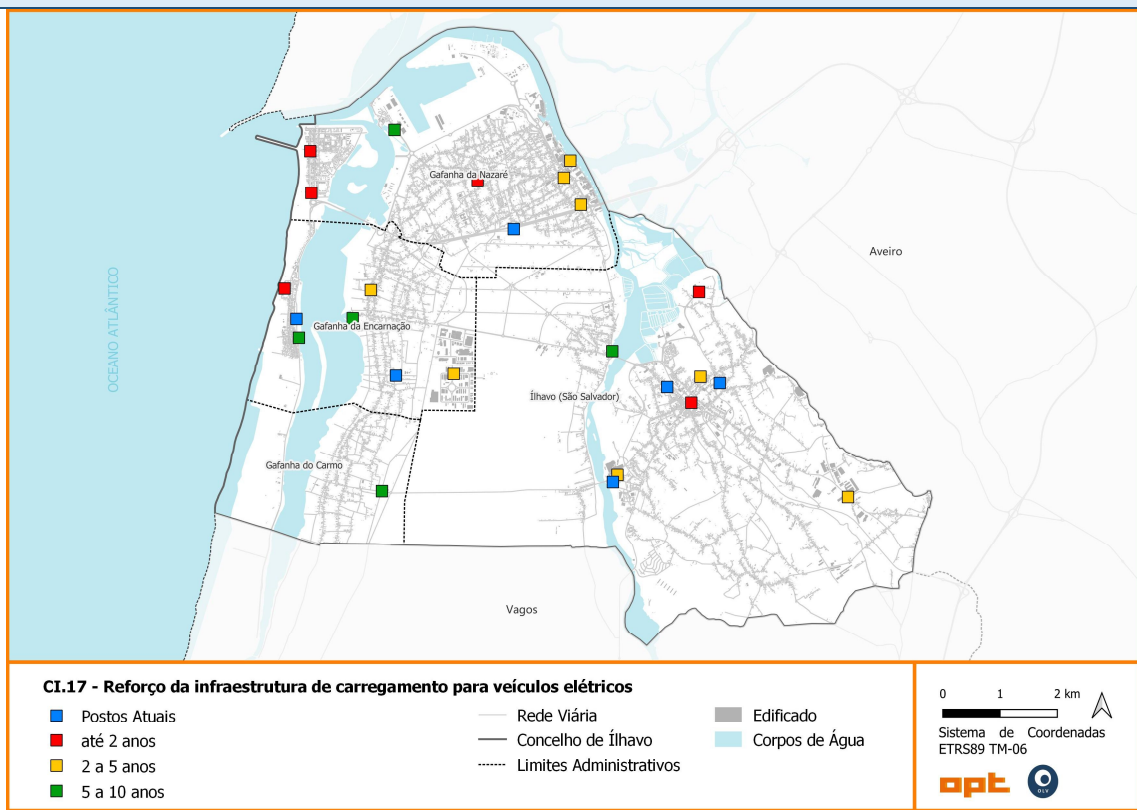 Gafanha da Nazaré
Aveiro
OCEANO ATLÂNTICO
Gafanha da Encarnação
Ílhavo (São Salvador)
Gafanha do Carmo
Vagos
CI.17 - Reforço da infraestrutura de carregamento para veículos elétricos
Postos Atuais
até 2 anos
2 a 5 anos
5 a 10 anos
Rede Viária
Concelho de Ílhavo
Limites Administrativos
Edificado
Corpos de Água
0 1 2 km
Sistema de Coordenadas
ETRS89 TM-06
opt
OLV